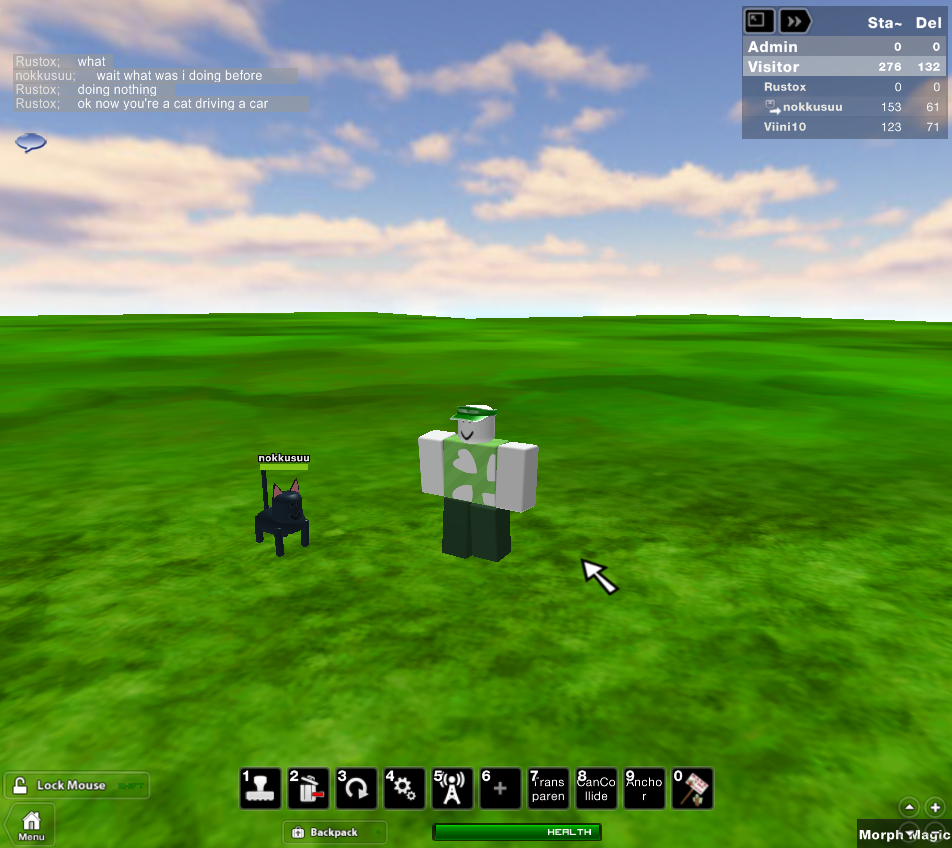 Sta~ Del
Admin 0 0
Visitor 276 132
Rustox 0 0
nokkusuu 153 61
Viini10 123 71
Rustox; what
nokkusuu; wait what was i doing before
Rustox; doing nothing
Rustox; ok now you're a cat driving a car
nokkusuu
1 2 3 4 5 6 7 8 9 0
Trans
paren
CanCo
llide
Ancho
r
Lock Mouse SHIFT
Menu
Backpack
HEALTH
Morph Magic